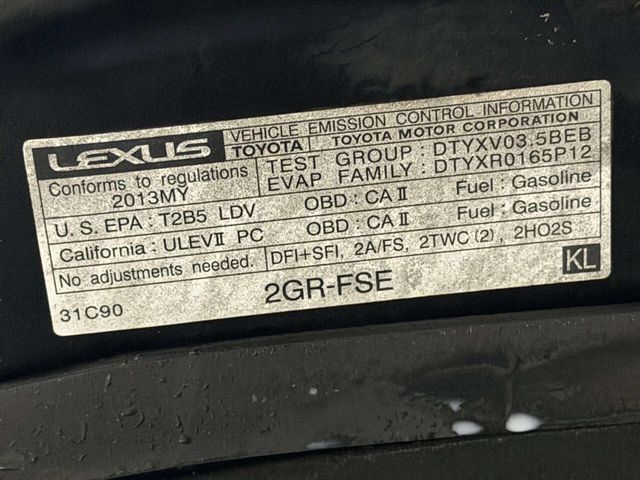 LEXUS
VEHICLE EMISSION CONTROL INFORMATION
TOYOTA TOYOTA MOTOR CORPORATION
Conforms to regulations
2013MY
TEST GROUP: DTYXV03.5BEB
EVAP FAMILY: DTYXR0165P12
U.S. EPA: T2B5 LDV OBD: CA II Fuel: Gasoline
California: ULEVII PC OBD: CA II Fuel: Gasoline
No adjustments needed. DFI+SFI, 2A/FS, 2TWC (2), 2HO2S
31C90 2GR-FSE KL